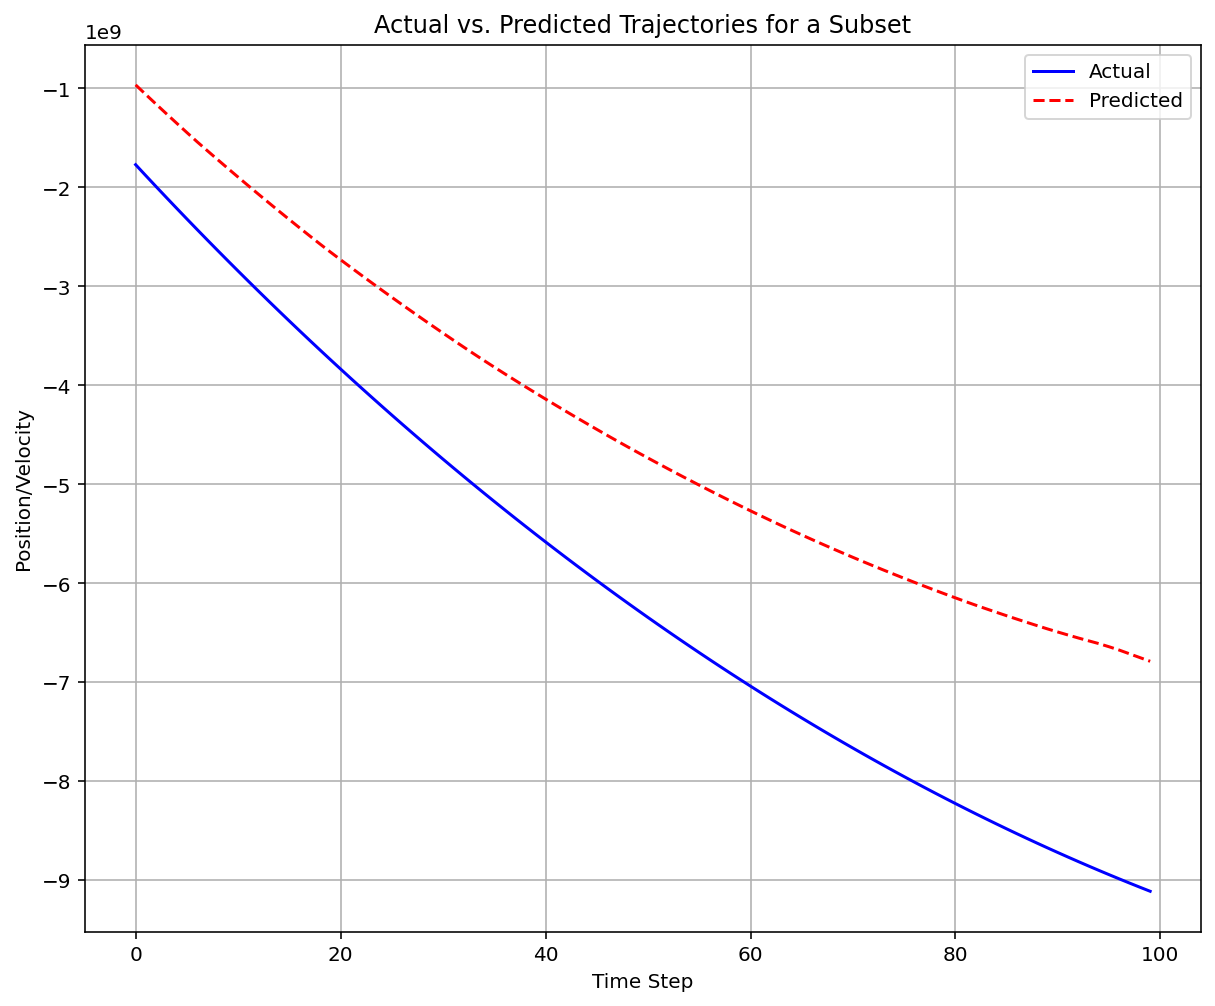 Actual vs. Predicted Trajectories for a Subset
1e9
Actual
Predicted
−1
−2
−3
−4
−5
−6
−7
−8
−9
Position/Velocity
0 20 40 60 80 100
Time Step